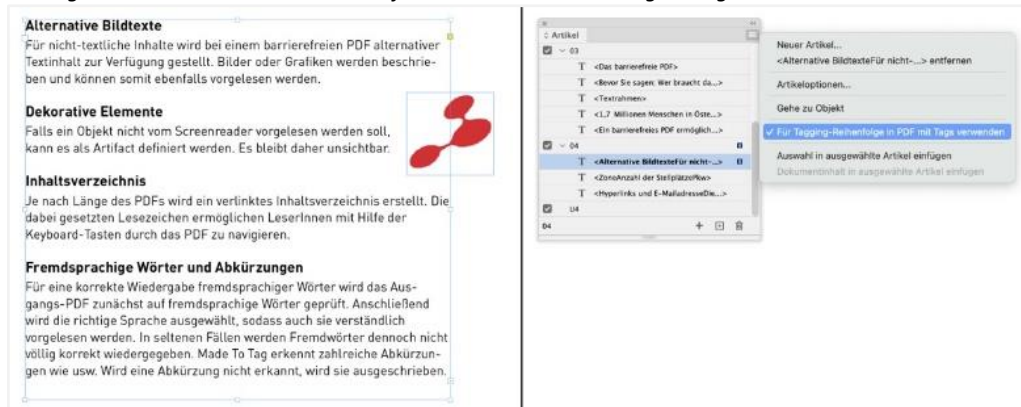 Alternative Bildtexte
Für nicht-textliche Inhalte wird bei einem barrierefreien PDF alternativer
Textinhalt zur Verfügung gestellt. Bilder oder Grafiken werden beschrie-
ben und können somit ebenfalls vorgelesen werden.
Dekorative Elemente
Falls ein Objekt nicht vom Screenreader vorgelesen werden soll,
kann es als Artifact definiert werden. Es bleibt daher unsichtbar.
Inhaltsverzeichnis
Je nach Länge des PDFs wird ein verlinktes Inhaltsverzeichnis erstellt. Die
dabei gesetzten Lesezeichen ermöglichen LeserInnen mit Hilfe der
Keyboard-Tasten durch das PDF zu navigieren.
Fremdsprachige Wörter und Abkürzungen
Für eine korrekte Wiedergabe fremdsprachiger Wörter wird das Aus-
gangs-PDF zunächst auf fremdsprachige Wörter geprüft. Anschließend
wird die richtige Sprache ausgewählt, sodass auch sie verständlich
vorgelesen werden. In seltenen Fällen werden Fremdwörter dennoch nicht
völlig korrekt wiedergegeben. Made To Tag erkennt zahlreiche Abkürzun-
gen wie usw. Wird eine Abkürzung nicht erkannt, wird sie ausgeschrieben.
Artikel
03
T <Das barrierefreie PDF>
T <Bevor Sie sagen: Wer braucht da...>
T <Textrahmen>
T <1,7 Millionen Menschen in Öste...>
T <Ein barrierefreies PDF ermöglich...>
04
T <Alternative BildtexteFür nicht-...>
T <ZoneAnzahl der StellplätzePkw>
T <Hyperlinks und E-MailadresseDie...>
U4
04
Neuer Artikel...
<Alternative BildtexteFür nicht-...> entfernen
Artikeloptionen...
Gehe zu Objekt
✓ Für Tagging-Reihenfolge in PDF mit Tags verwenden
Auswahl in ausgewählte Artikel einfügen
Dokumentinhalt in ausgewählte Artikel einfügen